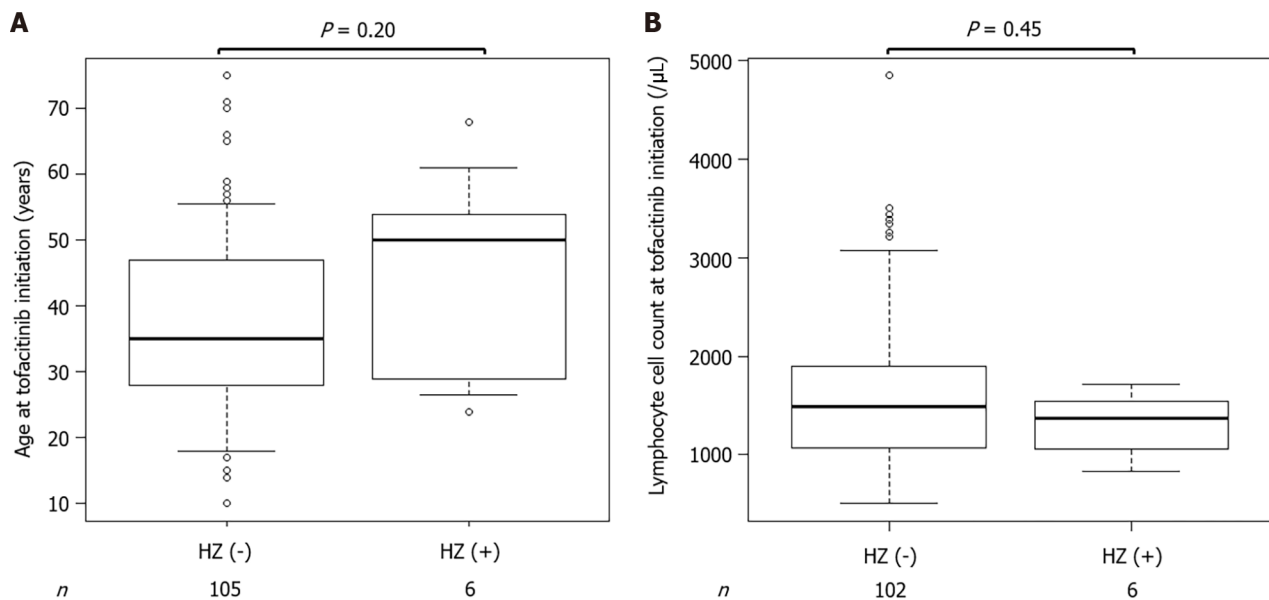 A
P = 0.20
Age at tofacitinib initiation (years)
70
60
50
40
30
20
10
HZ (-)
HZ (+)
n
105
6
B
P = 0.45
Lymphocyte cell count at tofacitinib initiation (/µL)
5000
4000
3000
2000
1000
HZ (-)
HZ (+)
n
102
6